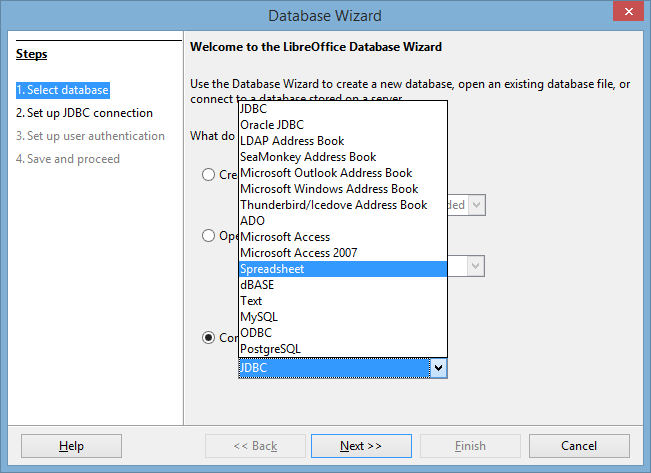 Database Wizard
Steps
1. Select database
2. Set up JDBC connection
3. Set up user authentication
4. Save and proceed
Welcome to the LibreOffice Database Wizard
Use the Database Wizard to create a new database, open an existing database file, or
connect to a database stored on a server.
What do
Cre
ded
Ope
Con
JDBC
Oracle JDBC
LDAP Address Book
SeaMonkey Address Book
Microsoft Outlook Address Book
Microsoft Windows Address Book
Thunderbird/Icedove Address Book
ADO
Microsoft Access
Microsoft Access 2007
Spreadsheet
dBASE
Text
MySQL
ODBC
PostgreSQL
JDBC
Help
<< Back
Next >>
Finish
Cancel